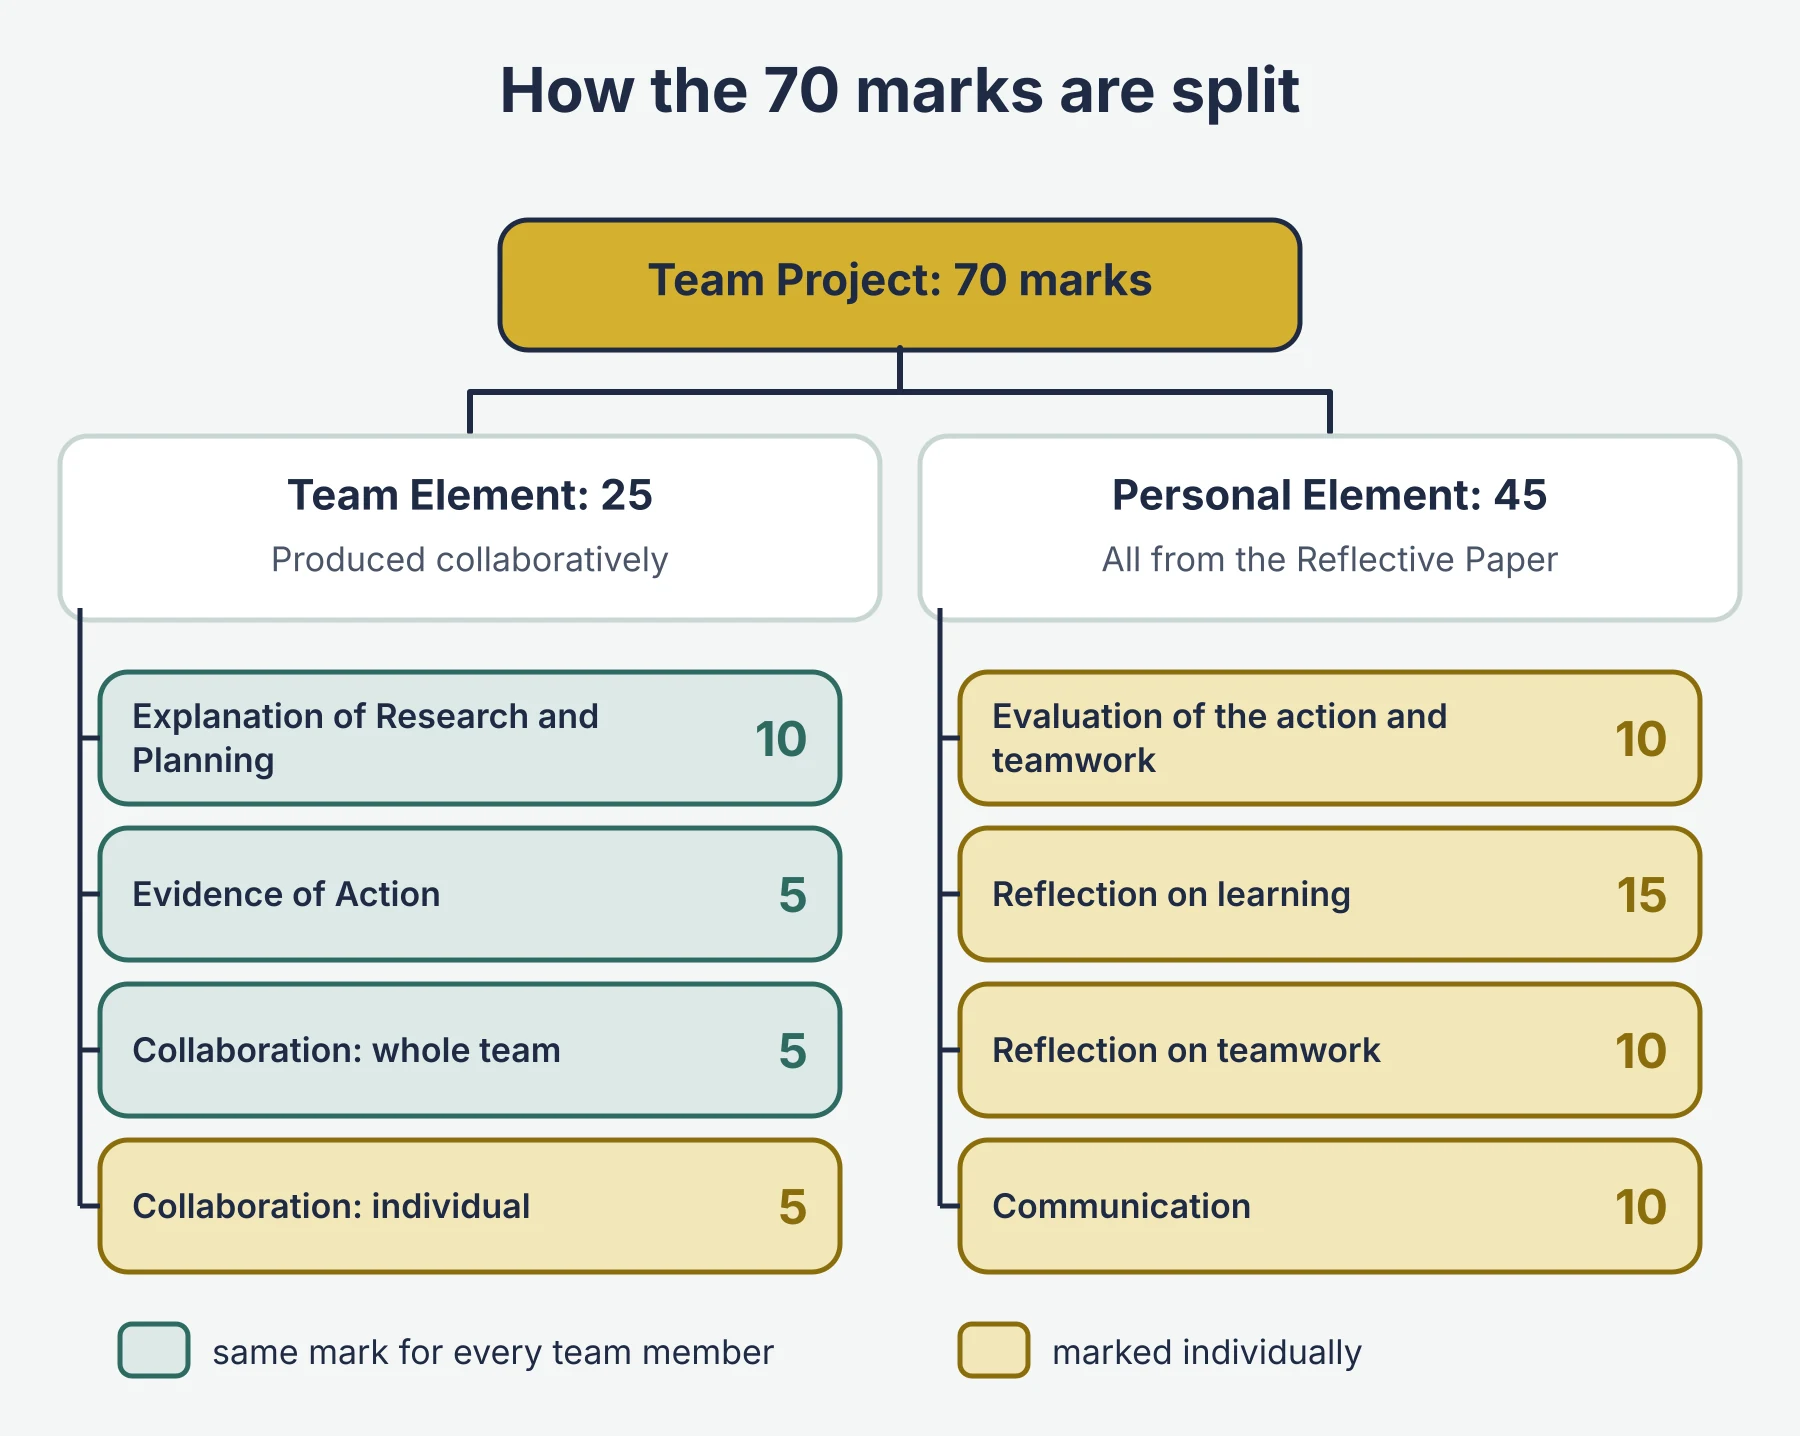 How the 70 marks are split
Team Project: 70 marks
Team Element: 25
Produced collaboratively
Explanation of Research and
Planning
10
Evidence of Action
5
Collaboration: whole team
5
Collaboration: individual
5
Personal Element: 45
All from the Reflective Paper
Evaluation of the action and
teamwork
10
Reflection on learning
15
Reflection on teamwork
10
Communication
10
same mark for every team member
marked individually